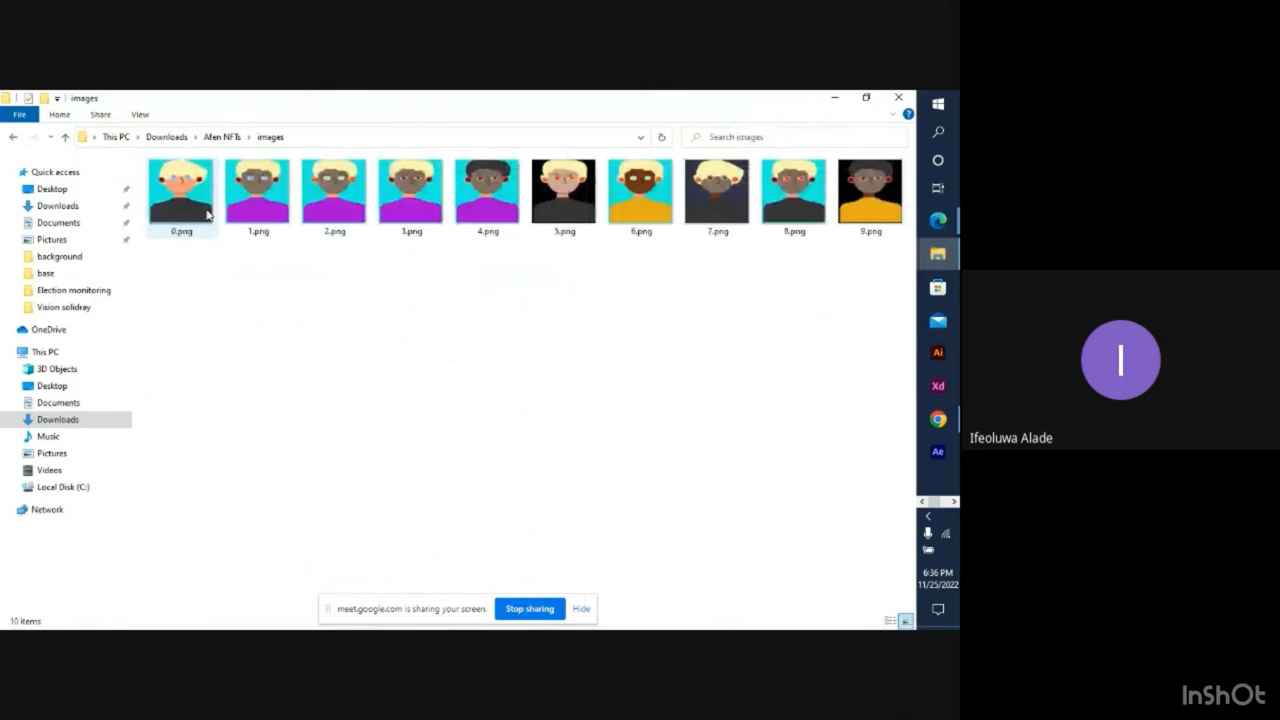 images
File Home Share View
This PC > Downloads > Afen NFTs > images
Search images
Quick access
Desktop
Downloads
Documents
Pictures
background
base
Election monitoring
Vision solidray
OneDrive
This PC
3D Objects
Desktop
Documents
Downloads
Music
Pictures
Videos
Local Disk (C:)
Network
0.png 1.png 2.png 3.png 4.png 5.png 6.png 7.png 8.png 9.png
10 items
meet.google.com is sharing your screen. Stop sharing Hide
Ai
Xd
Ae
6:36 PM
11/25/2022
I
Ifeoluwa Alade
InShOt